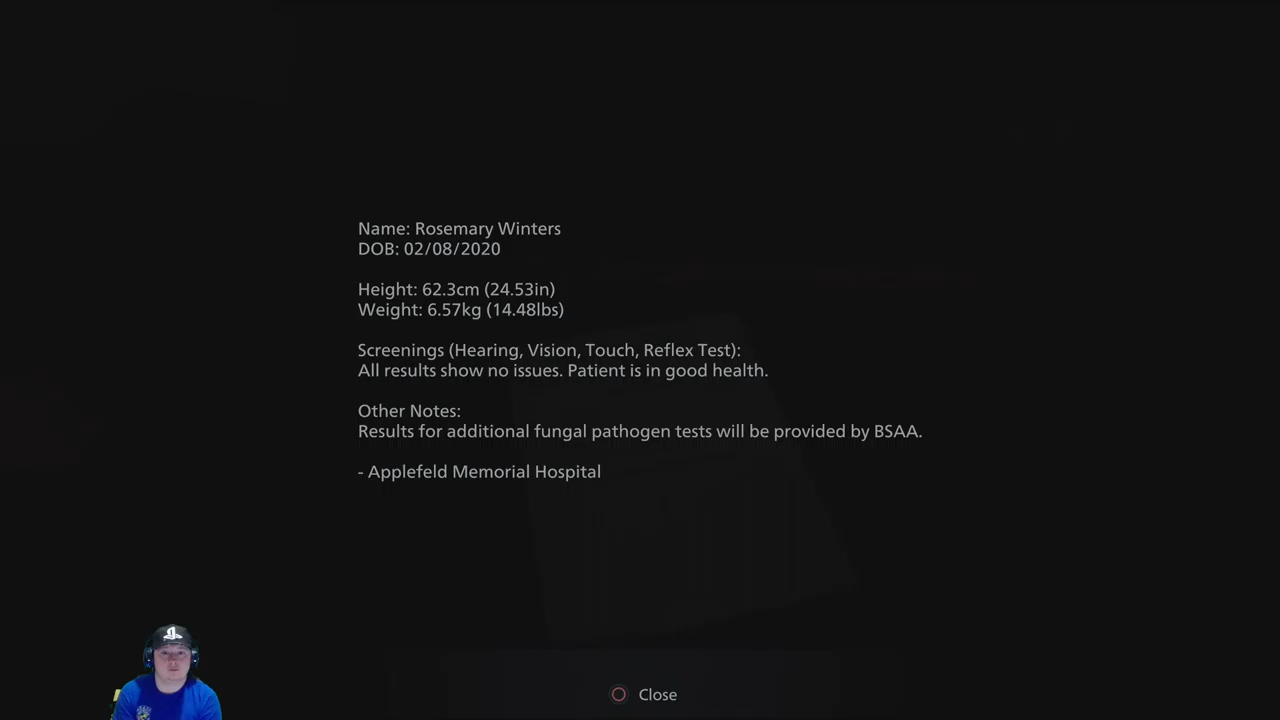 Name: Rosemary Winters
DOB: 02/08/2020
Height: 62.3cm (24.53in)
Weight: 6.57kg (14.48lbs)
Screenings (Hearing, Vision, Touch, Reflex Test):
All results show no issues. Patient is in good health.
Other Notes:
Results for additional fungal pathogen tests will be provided by BSAA.
- Applefeld Memorial Hospital
Close